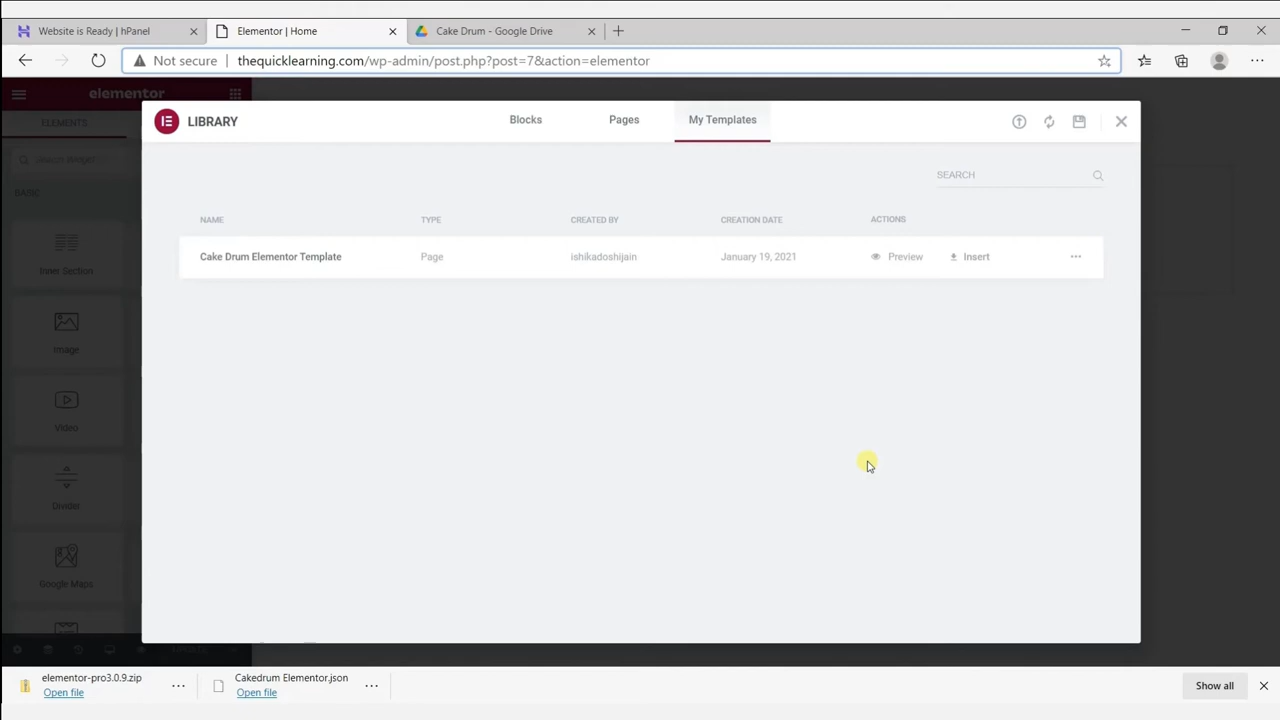 Website is Ready | hPanel
Elementor | Home
Cake Drum - Google Drive
Not secure
thequicklearning.com/wp-admin/post.php?post=7&action=elementor
elementor
ELEMENTS
LIBRARY
Blocks
Pages
My Templates
Search Widget
BASIC
SEARCH
NAME
TYPE
CREATED BY
CREATION DATE
ACTIONS
Cake Drum Elementor Template
Page
ishikadoshijain
January 19, 2021
Preview
Insert
Inner Section
Image
Video
Divider
Google Maps
elementor-pro3.0.9.zip
Open file
Cakedrum Elementor.json
Open file
Show all